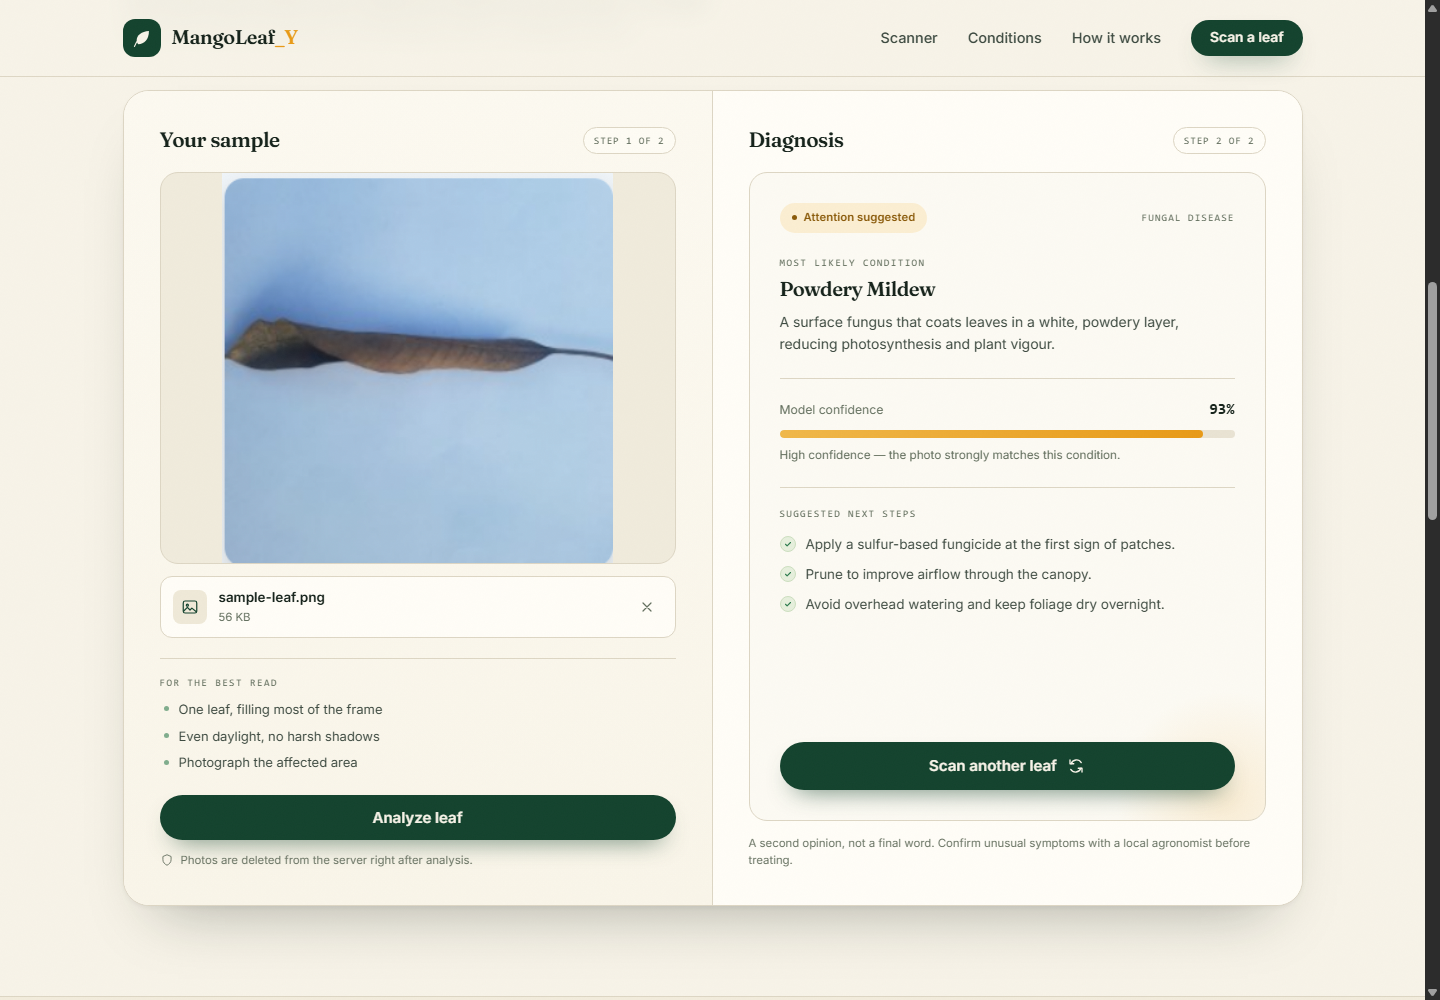 MangoLeaf_Y
Scanner
Conditions
How it works
Scan a leaf
Your sample
STEP 1 OF 2
sample-leaf.png
56 KB
FOR THE BEST READ
One leaf, filling most of the frame
Even daylight, no harsh shadows
Photograph the affected area
Analyze leaf
Photos are deleted from the server right after analysis.
Diagnosis
STEP 2 OF 2
Attention suggested
FUNGAL DISEASE
MOST LIKELY CONDITION
Powdery Mildew
A surface fungus that coats leaves in a white, powdery layer,
reducing photosynthesis and plant vigour.
Model confidence
93%
High confidence — the photo strongly matches this condition.
SUGGESTED NEXT STEPS
Apply a sulfur-based fungicide at the first sign of patches.
Prune to improve airflow through the canopy.
Avoid overhead watering and keep foliage dry overnight.
Scan another leaf
A second opinion, not a final word. Confirm unusual symptoms with a local agronomist before
treating.